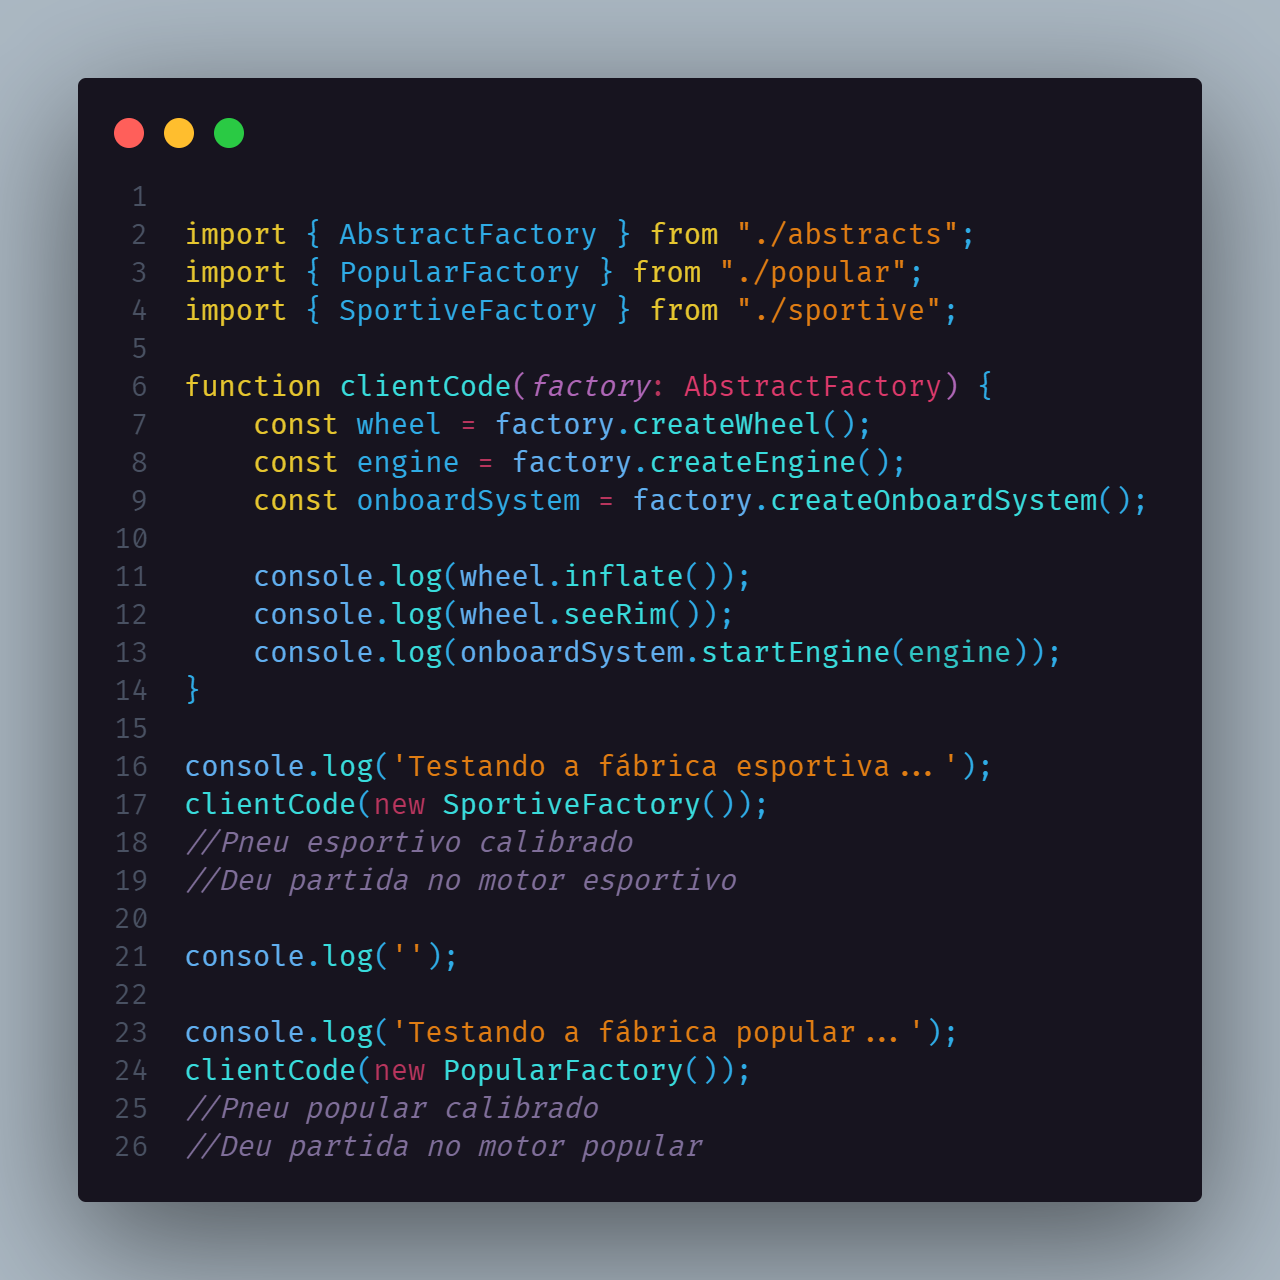 1
2 import { AbstractFactory } from "./abstracts";
3 import { PopularFactory } from "./popular";
4 import { SportiveFactory } from "./sportive";
5
6 function clientCode(factory: AbstractFactory) {
7     const wheel = factory.createWheel();
8     const engine = factory.createEngine();
9     const onboardSystem = factory.createOnboardSystem();
10
11     console.log(wheel.inflate());
12     console.log(wheel.seeRim());
13     console.log(onboardSystem.startEngine(engine));
14 }
15
16 console.log('Testando a fábrica esportiva...');
17 clientCode(new SportiveFactory());
18 //Pneu esportivo calibrado
19 //Deu partida no motor esportivo
20
21 console.log('');
22
23 console.log('Testando a fábrica popular...');
24 clientCode(new PopularFactory());
25 //Pneu popular calibrado
26 //Deu partida no motor popular